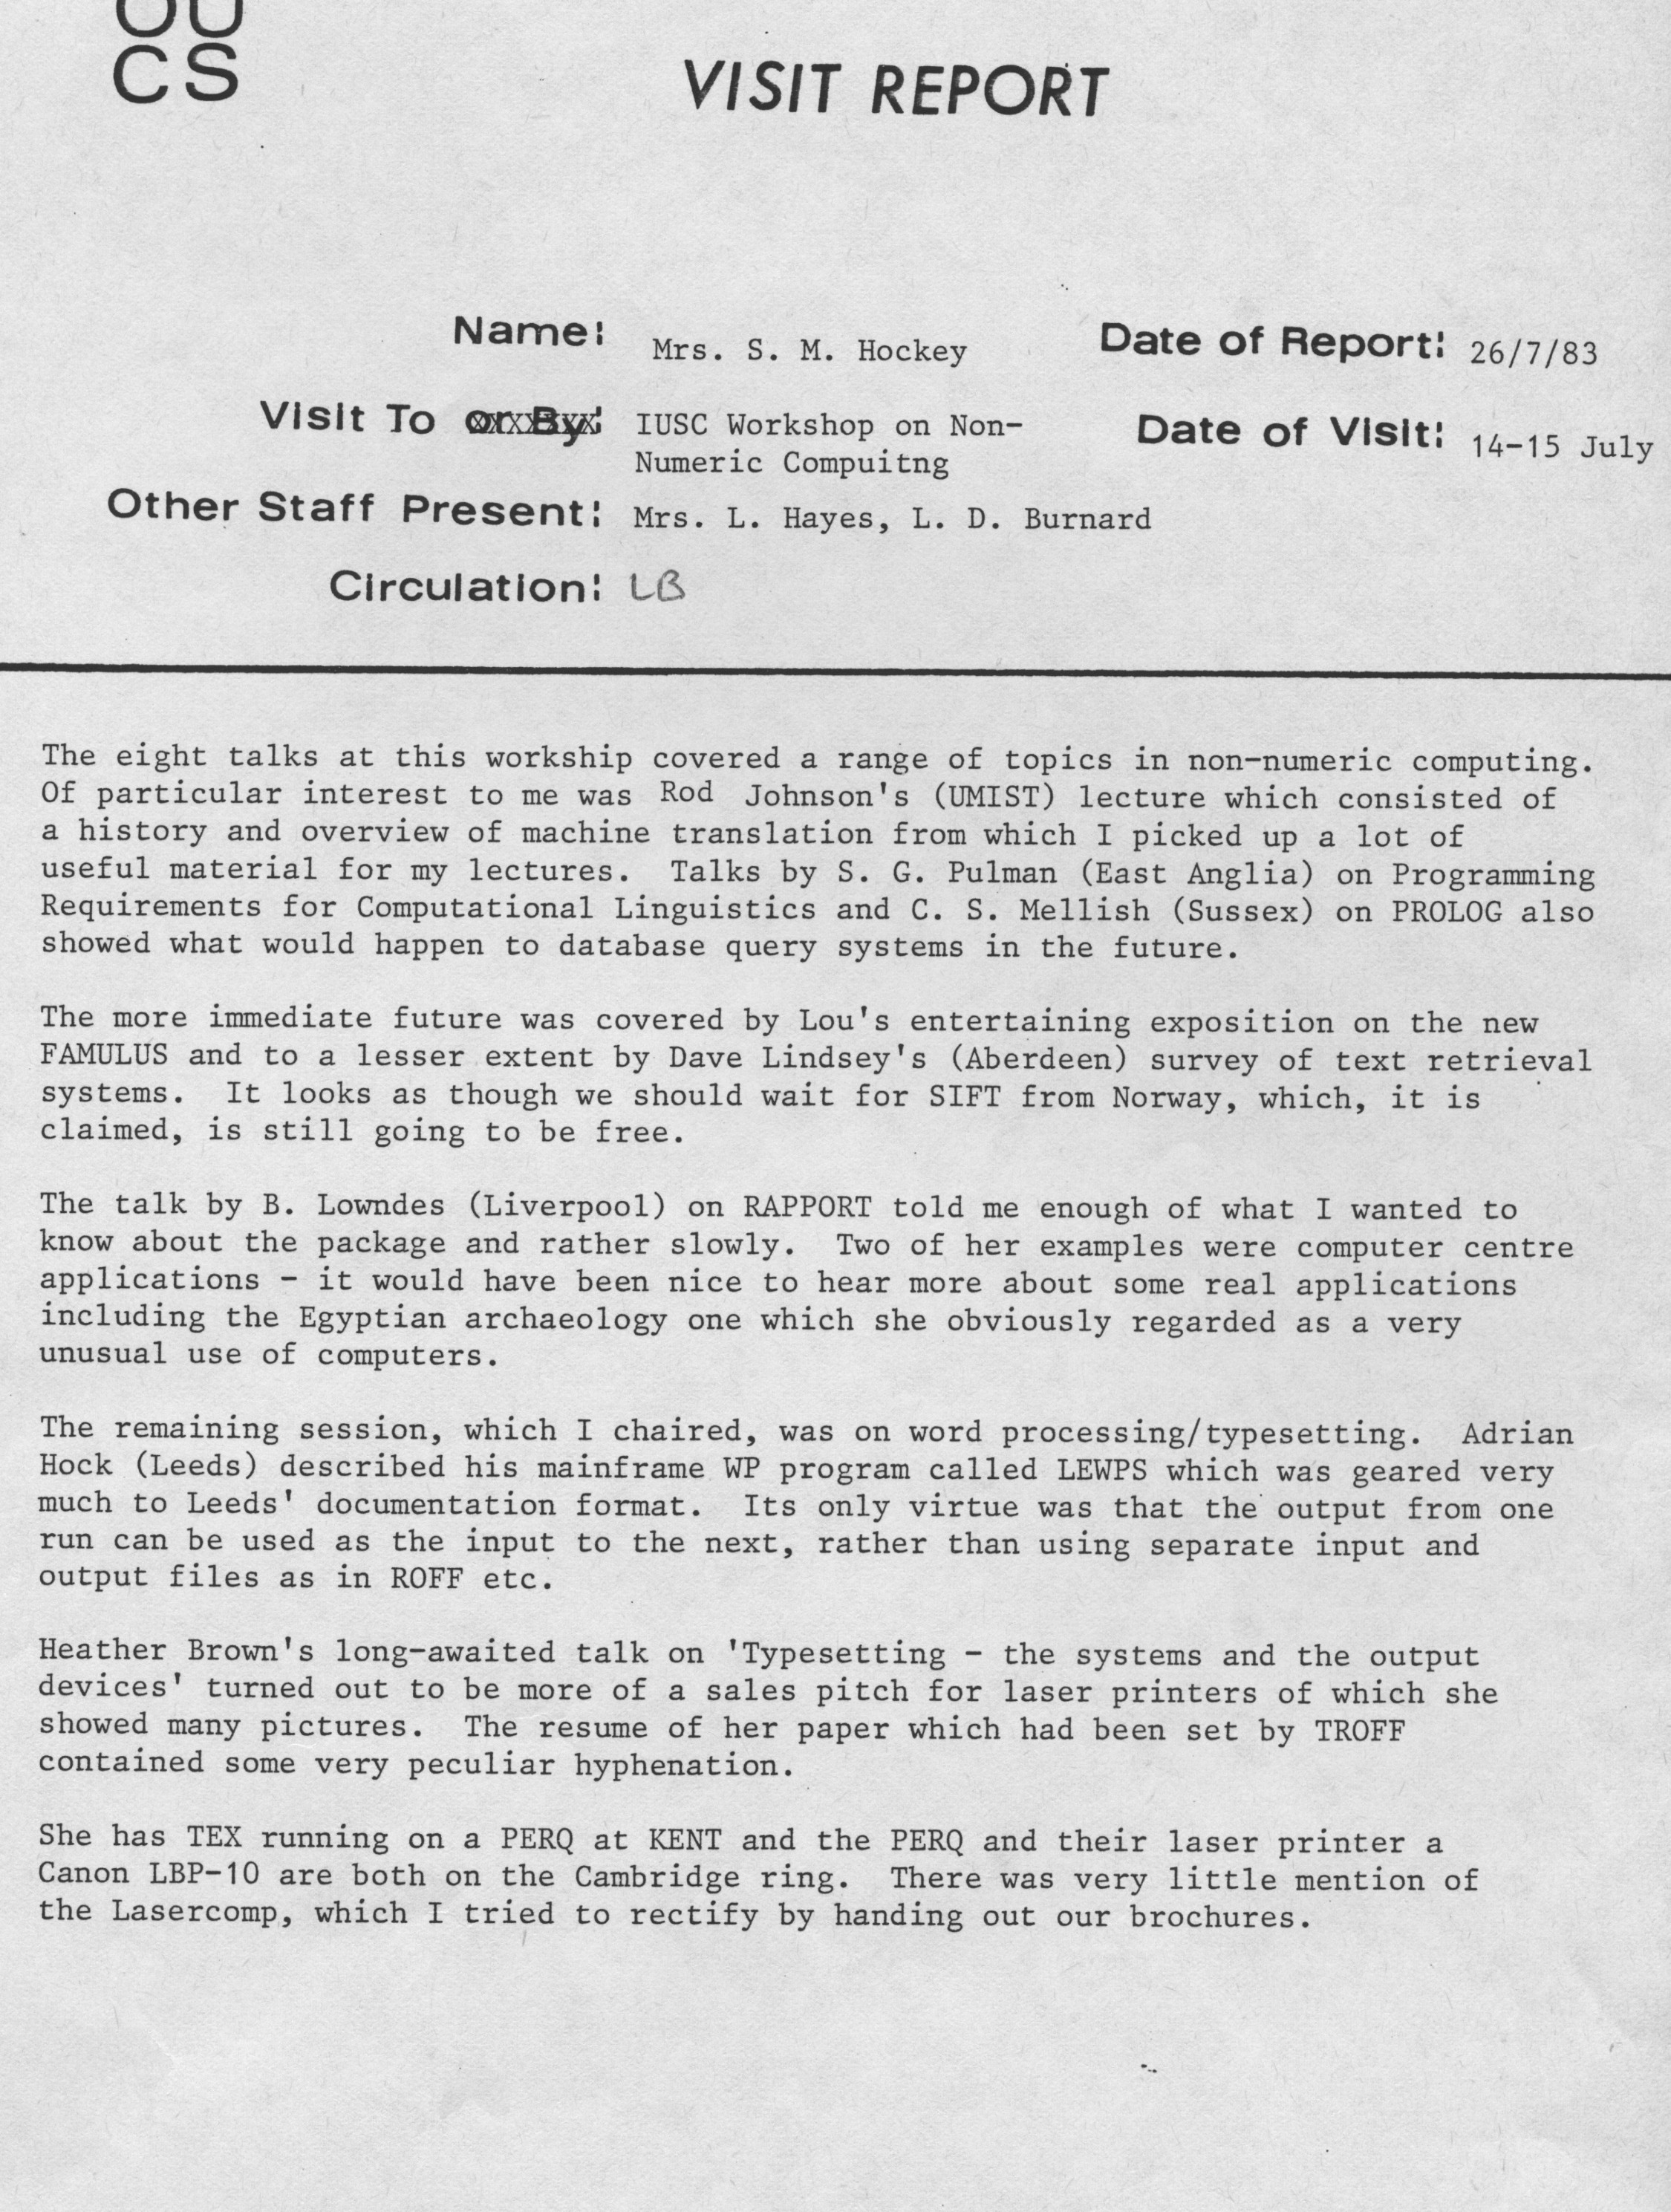 OU
CS
VISIT REPORT
Name: Mrs. S. M. Hockey Date of Report: 26/7/83
Visit To or By: IUSC Workshop on Non- Date of Visit: 14-15 July
Numeric Compuitng
Other Staff Present: Mrs. L. Hayes, L. D. Burnard
Circulation: LB
The eight talks at this workship covered a range of topics in non-numeric computing.
Of particular interest to me was Rod Johnson's (UMIST) lecture which consisted of
a history and overview of machine translation from which I picked up a lot of
useful material for my lectures. Talks by S. G. Pulman (East Anglia) on Programming
Requirements for Computational Linguistics and C. S. Mellish (Sussex) on PROLOG also
showed what would happen to database query systems in the future.
The more immediate future was covered by Lou's entertaining exposition on the new
FAMULUS and to a lesser extent by Dave Lindsey's (Aberdeen) survey of text retrieval
systems. It looks as though we should wait for SIFT from Norway, which, it is
claimed, is still going to be free.
The talk by B. Lowndes (Liverpool) on RAPPORT told me enough of what I wanted to
know about the package and rather slowly. Two of her examples were computer centre
applications - it would have been nice to hear more about some real applications
including the Egyptian archaeology one which she obviously regarded as a very
unusual use of computers.
The remaining session, which I chaired, was on word processing/typesetting. Adrian
Hock (Leeds) described his mainframe WP program called LEWPS which was geared very
much to Leeds' documentation format. Its only virtue was that the output from one
run can be used as the input to the next, rather than using separate input and
output files as in ROFF etc.
Heather Brown's long-awaited talk on 'Typesetting - the systems and the output
devices' turned out to be more of a sales pitch for laser printers of which she
showed many pictures. The resume of her paper which had been set by TROFF
contained some very peculiar hyphenation.
She has TEX running on a PERQ at KENT and the PERQ and their laser printer a
Canon LBP-10 are both on the Cambridge ring. There was very little mention of
the Lasercomp, which I tried to rectify by handing out our brochures.